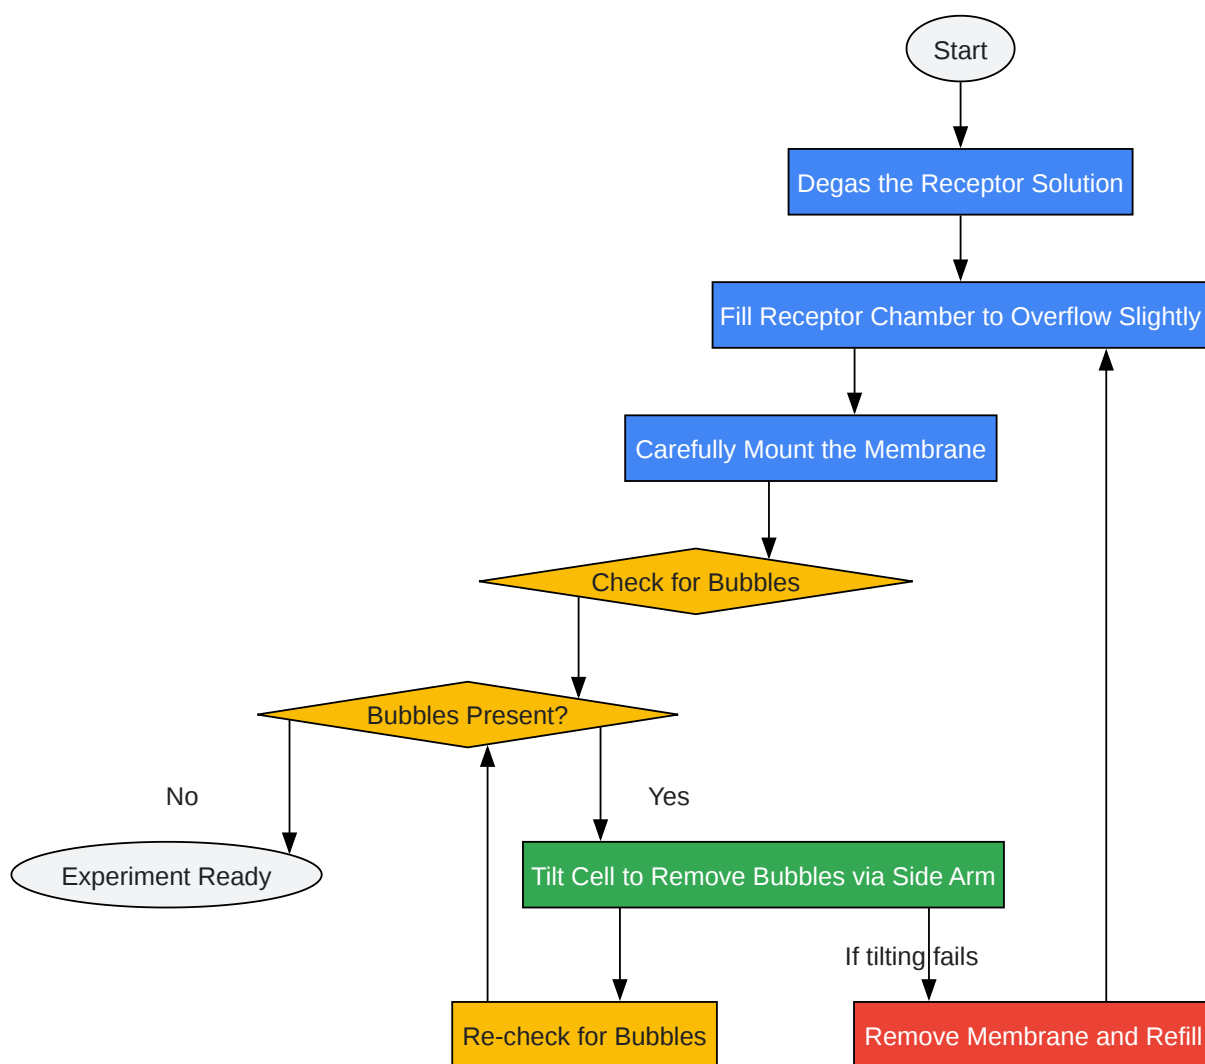 Start
Degas the Receptor Solution
Fill Receptor Chamber to Overflow Slightly
Carefully Mount the Membrane
Check for Bubbles
Bubbles Present?
No
Yes
Experiment Ready
Tilt Cell to Remove Bubbles via Side Arm
If tilting fails
Re-check for Bubbles
Remove Membrane and Refill